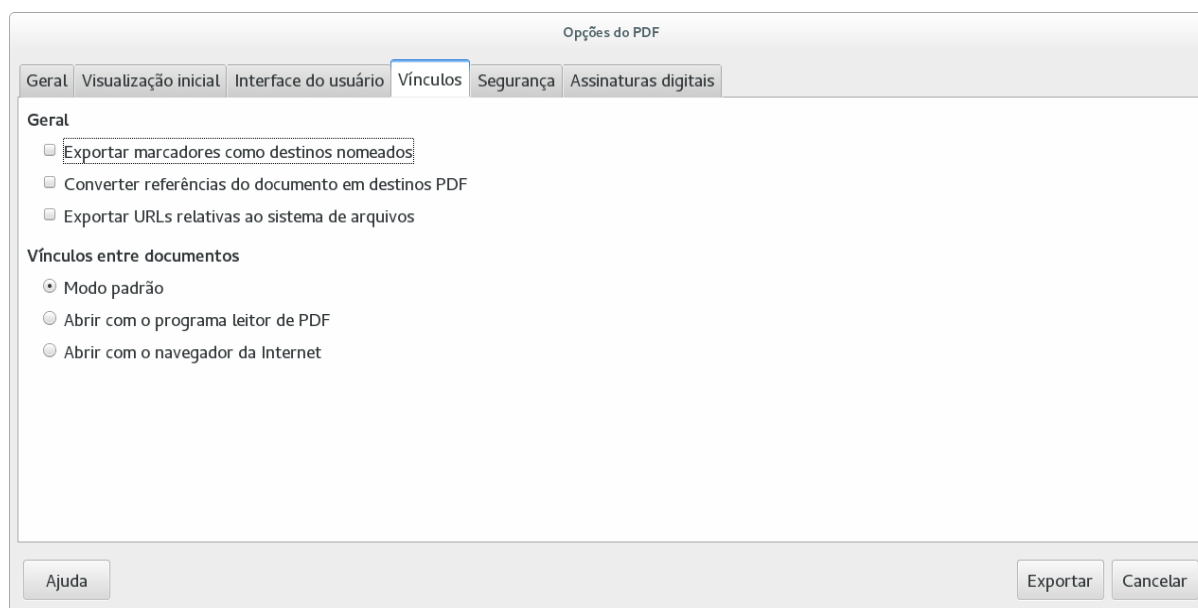 Opções do PDF
Geral Visualização inicial Interface do usuário Vínculos Segurança Assinaturas digitais
Geral
Exportar marcadores como destinos nomeados
Converter referências do documento em destinos PDF
Exportar URLs relativas ao sistema de arquivos
Vínculos entre documentos
Modo padrão
Abrir com o programa leitor de PDF
Abrir com o navegador da Internet
Ajuda Exportar Cancelar